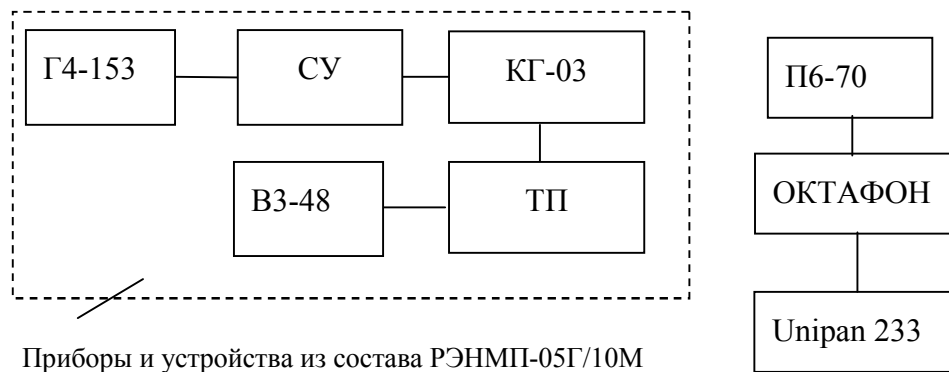 Г4-153
СУ
КГ-03
П6-70
В3-48
ТП
ОКТАФОН
Unipan 233
Приборы и устройства из состава РЭНМП-05Г/10М